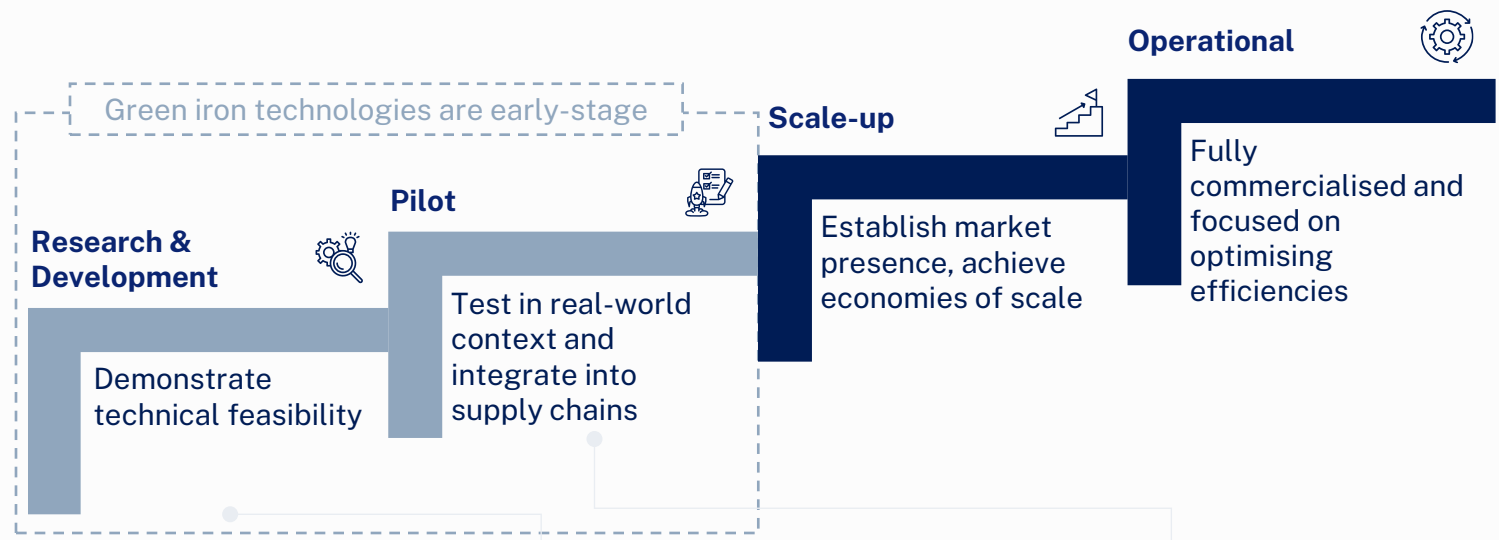 Green iron technologies are early-stage
Research &
Development
Demonstrate
technical feasibility
Pilot
Test in real-world
context and
integrate into
supply chains
Scale-up
Establish market
presence, achieve
economies of scale
Operational
Fully
commercialised and
focused on
optimising
efficiencies